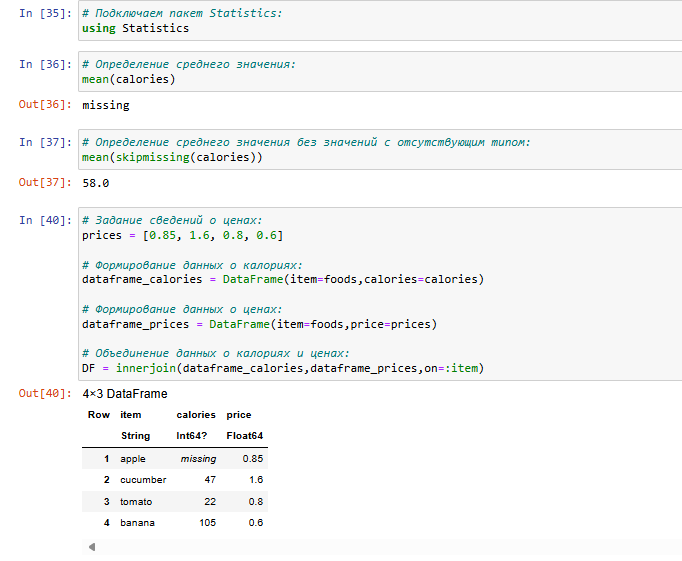 In [35]: # Подключаем пакет Statistics:
using Statistics
In [36]: # Определение среднего значения:
mean(calories)
Out[36]: missing
In [37]: # Определение среднего значения без значений с отсутствующим типом:
mean(skipmissing(calories))
Out[37]: 58.0
In [40]: # Задание сведений о ценах:
prices = [0.85, 1.6, 0.8, 0.6]
# Формирование данных о калориях:
dataframe_calories = DataFrame(item=foods,calories=calories)
# Формирование данных о ценах:
dataframe_prices = DataFrame(item=foods,price=prices)
# Объединение данных о калориях и ценах:
DF = innerjoin(dataframe_calories,dataframe_prices,on=:item)
Out[40]: 4×3 DataFrame
Row item calories price
String Int64? Float64
1 apple missing 0.85
2 cucumber 47 1.6
3 tomato 22 0.8
4 banana 105 0.6